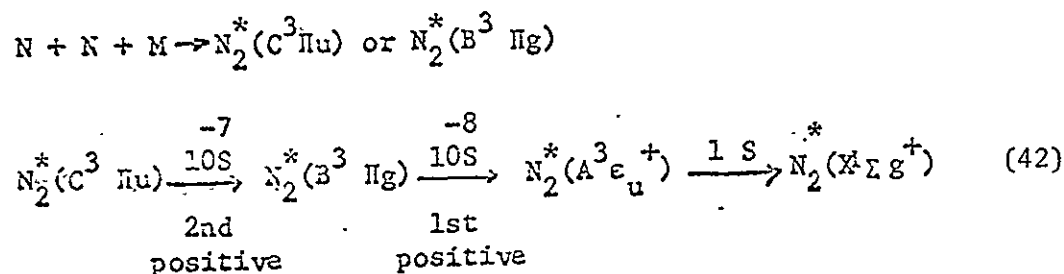 N + N + M → N₂*(C³Πu) or N₂*(B³ Πg)
-7 -8
10S 10S 1 S
N₂*(C³ Πu) → N₂*(B³ Πg) → N₂*(A³εᵤ⁺) → N₂*(X¹Σ g⁺) (42)
2nd 1st
positive positive